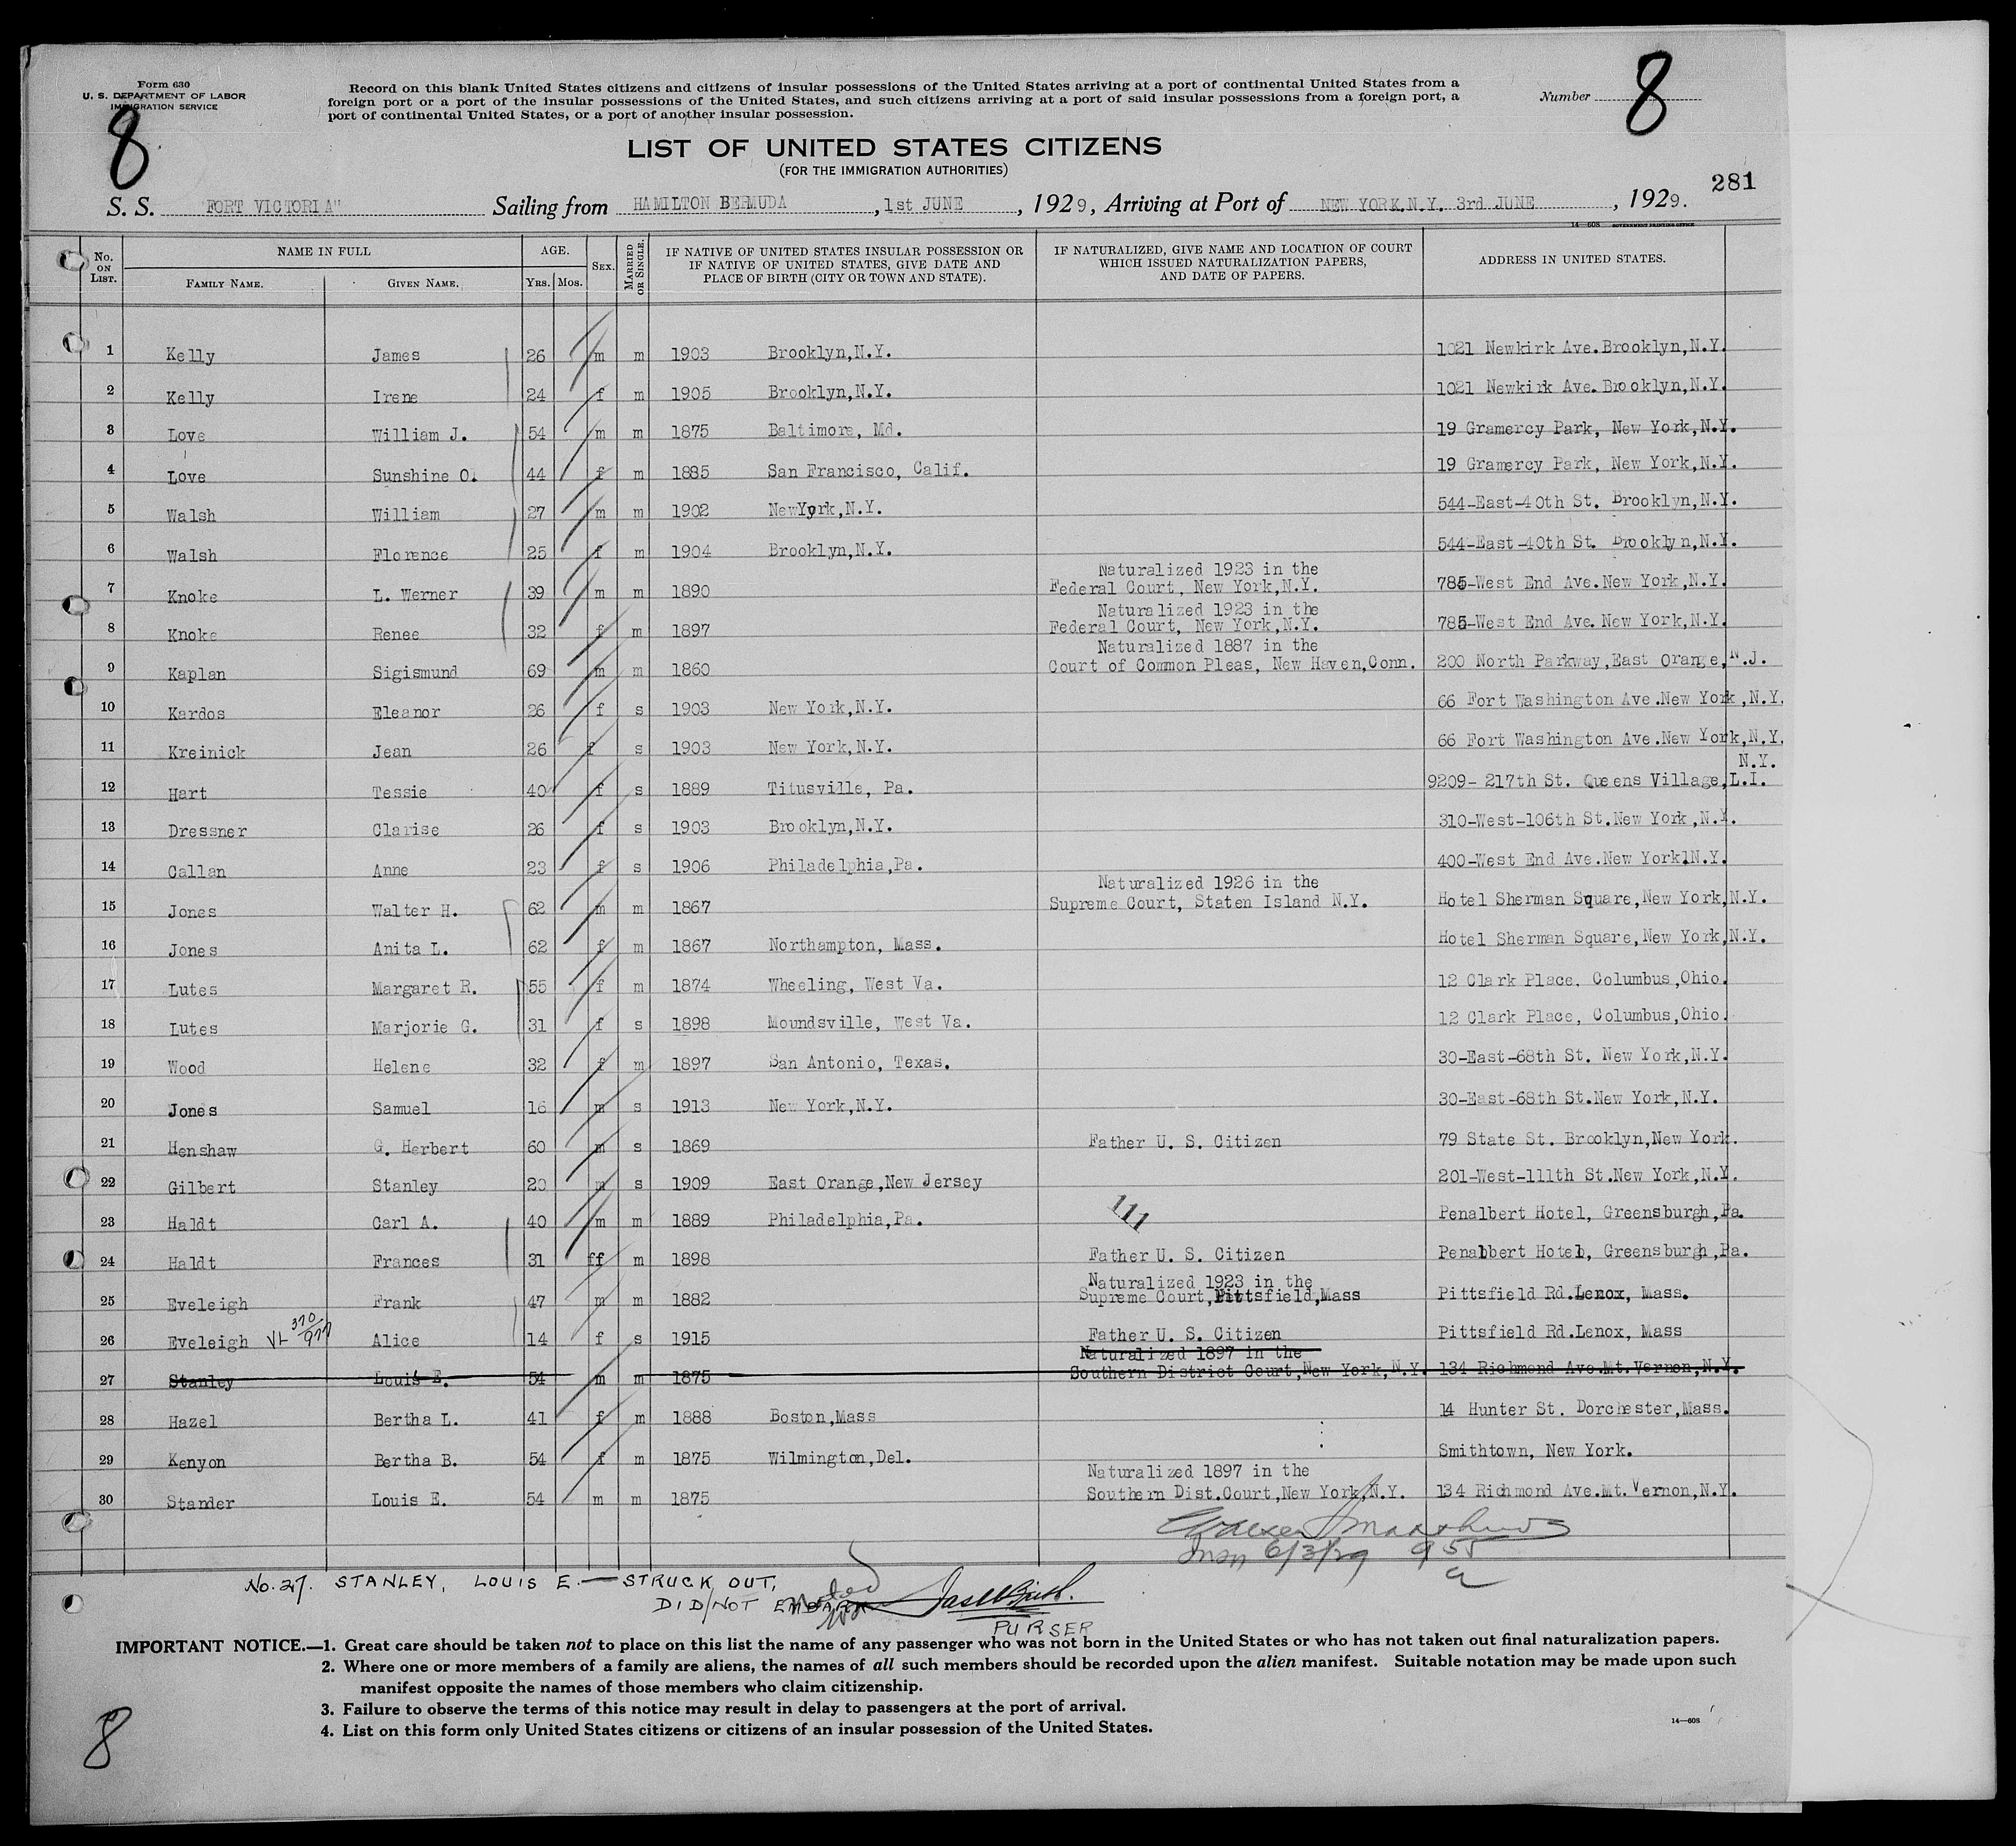 Form 630
U. S. DEPARTMENT OF LABOR
IMMIGRATION SERVICE
8
Record on this blank United States citizens and citizens of insular possessions of the United States arriving at a port of continental United States from a
foreign port or a port of the insular possessions of the United States, and such citizens arriving at a port of said insular possessions from a foreign port, a
port of continental United States, or a port of another insular possession.
Number 8
LIST OF UNITED STATES CITIZENS
(FOR THE IMMIGRATION AUTHORITIES)
281
S. S. "FORT VICTORIA" Sailing from HAMILTON BERMUDA, 1st JUNE, 1929, Arriving at Port of NEW YORK,N.Y. 3rd JUNE, 1929.
14—608 GOVERNMENT PRINTING OFFICE
No. ON LIST. NAME IN FULL FAMILY NAME. GIVEN NAME. AGE. YRS. MOS. SEX. MARRIED OR SINGLE. IF NATIVE OF UNITED STATES INSULAR POSSESSION OR IF NATIVE OF UNITED STATES, GIVE DATE AND PLACE OF BIRTH (CITY OR TOWN AND STATE). IF NATURALIZED, GIVE NAME AND LOCATION OF COURT WHICH ISSUED NATURALIZATION PAPERS, AND DATE OF PAPERS. ADDRESS IN UNITED STATES.
1 Kelly James 26 m m 1903 Brooklyn,N.Y. 1021 Newkirk Ave.Brooklyn,N.Y.
2 Kelly Irene 24 f m 1905 Brooklyn,N.Y. 1021 Newkirk Ave. Brooklyn,N.Y.
3 Love William J. 54 m m 1875 Baltimore, Md. 19 Gramercy Park, New York,N.Y.
4 Love Sunshine O. 44 f m 1885 San Francisco, Calif. 19 Gramercy Park, New York,N.Y.
5 Walsh William 27 m m 1902 NewYork,N.Y. 544-East-40th St. Brooklyn,N.Y.
6 Walsh Florence 25 f m 1904 Brooklyn,N.Y. 544-East-40th St. Brooklyn,N.Y.
7 Knoke L. Werner 39 m m 1890 Naturalized 1923 in the Federal Court, New York,N.Y. 785-West End Ave.New York,N.Y.
8 Knoke Renee 32 f m 1897 Naturalized 1923 in the Federal Court, New York,N.Y. 785-West End Ave. New York,N.Y.
9 Kaplan Sigismund 69 m m 1860 Naturalized 1887 in the Court of Common Pleas, New Haven,Conn. 200 North Parkway,East Orange,N.J.
10 Kardos Eleanor 26 f s 1903 New York,N.Y. 66 Fort Washington Ave.New York,N.Y.
11 Kreinick Jean 26 f s 1903 New York,N.Y. 66 Fort Washington Ave.New York,N.Y.
12 Hart Tessie 40 f s 1889 Titusville, Pa. 9209- 217th St. Queens Village,L.I. N.Y.
13 Dressner Clarise 26 f s 1903 Brooklyn,N.Y. 310-West-106th St.New York,N.Y.
14 Callan Anne 23 f s 1906 Philadelphia,Pa. 400-West End Ave.New York1N.Y.
15 Jones Walter H. 62 m m 1867 Naturalized 1926 in the Supreme Court, Staten Island N.Y. Hotel Sherman Square,New York,N.Y.
16 Jones Anita L. 62 f m 1867 Northampton, Mass. Hotel Sherman Square,New York,N.Y.
17 Lutes Margaret R. 55 f m 1874 Wheeling, West Va. 12 Clark Place, Columbus,Ohio.
18 Lutes Marjorie G. 31 f s 1898 Moundsville, West Va. 12 Clark Place, Columbus,Ohio.
19 Wood Helene 32 f m 1897 San Antonio, Texas. 30-East-68th St. New York,N.Y.
20 Jones Samuel 16 m s 1913 New York,N.Y. 30-East-68th St.New York,N.Y.
21 Henshaw G. Herbert 60 m s 1869 Father U. S. Citizen 79 State St. Brooklyn,New York.
22 Gilbert Stanley 20 m s 1909 East Orange,New Jersey 201-West-111th St.New York,N.Y.
23 Haldt Carl A. 40 m m 1889 Philadelphia,Pa. 111 Penalbert Hotel, Greensburgh,Pa.
24 Haldt Frances 31 ff m 1898 Father U. S. Citizen Penalbert Hotel, Greensburgh,Pa.
25 Eveleigh Frank 47 m m 1882 Naturalized 1923 in the Supreme Court,Pittsfield,Mass Pittsfield Rd.Lenox, Mass.
26 Eveleigh VL 370/977 Alice 14 f s 1915 Father U. S. Citizen Pittsfield Rd.Lenox, Mass
27 Stanley Louis E. 54 m m 1875 Naturalized 1897 in the Southern District Court,New York,N.Y. 134 Richmond Ave.Mt.Vernon,N.Y.
28 Hazel Bertha L. 41 f m 1888 Boston,Mass 14 Hunter St. Dorchester,Mass.
29 Kenyon Bertha B. 54 f m 1875 Wilmington,Del. Smithtown, New York.
30 Stander Louis E. 54 m m 1875 Naturalized 1897 in the Southern Dist.Court,New York,N.Y. 134 Richmond Ave.Mt.Vernon,N.Y.
6/3/29 955
No. 27. STANLEY, LOUIS E.— STRUCK OUT,
DID NOT EMBARK
PURSER
IMPORTANT NOTICE.—1. Great care should be taken not to place on this list the name of any passenger who was not born in the United States or who has not taken out final naturalization papers.
2. Where one or more members of a family are aliens, the names of all such members should be recorded upon the alien manifest. Suitable notation may be made upon such
manifest opposite the names of those members who claim citizenship.
3. Failure to observe the terms of this notice may result in delay to passengers at the port of arrival.
4. List on this form only United States citizens or citizens of an insular possession of the United States.
14—608
8